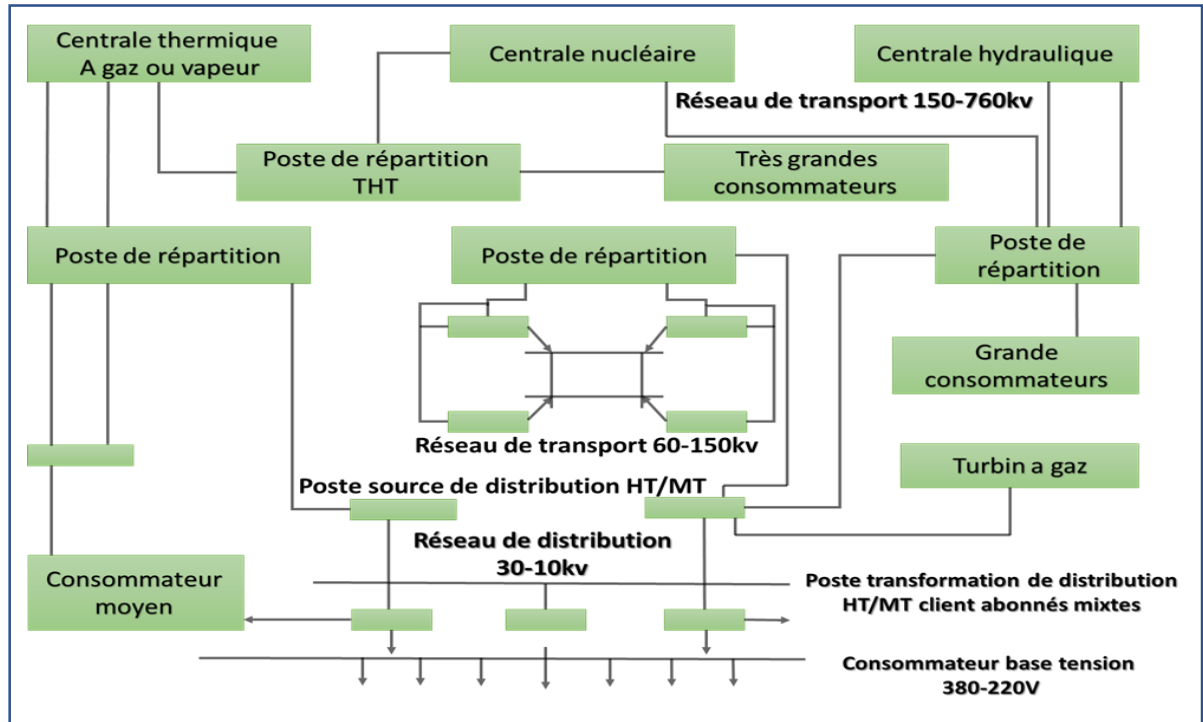 Centrale thermique
A gaz ou vapeur
Centrale nucléaire
Centrale hydraulique
Réseau de transport 150-760kv
Poste de répartition
THT
Très grandes
consommateurs
Poste de répartition
Poste de répartition
Poste de
répartition
Grande
consommateurs
Réseau de transport 60-150kv
Turbin a gaz
Poste source de distribution HT/MT
Réseau de distribution
30-10kv
Consommateur
moyen
Poste transformation de distribution
HT/MT client abonnés mixtes
Consommateur base tension
380-220V